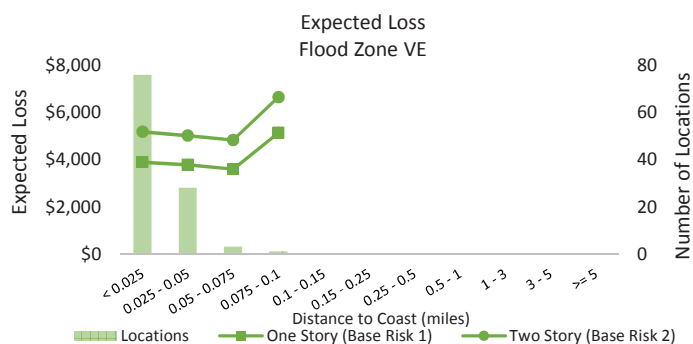 Expected Loss
Flood Zone VE
$8,000
$6,000
$4,000
$2,000
$0
Expected Loss
80
60
40
20
0
Number of Locations
< 0.025
0.025 - 0.05
0.05 - 0.075
0.075 - 0.1
0.1 - 0.15
0.15 - 0.25
0.25 - 0.5
0.5 - 1
1 - 3
3 - 5
>= 5
Distance to Coast (miles)
Locations One Story (Base Risk 1) Two Story (Base Risk 2)